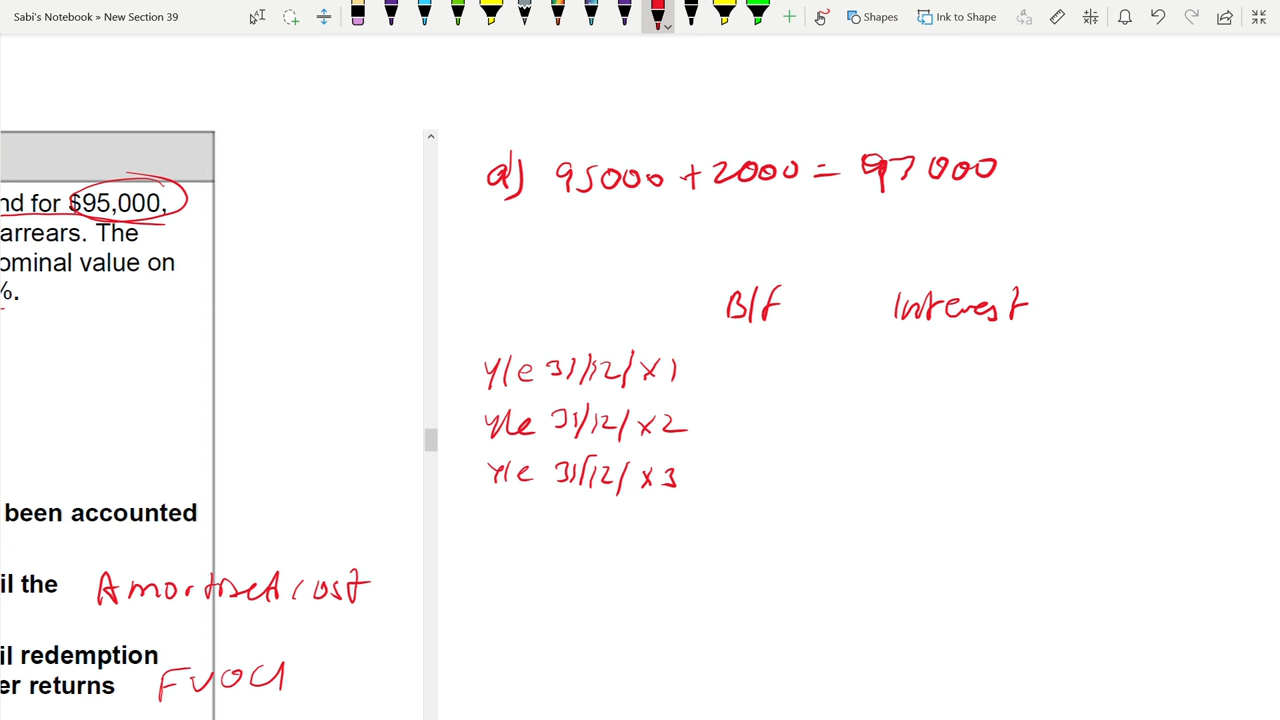 Sabi's Notebook » New Section 39
Shapes
Ink to Shape
nd for $95,000,
arrears. The
ominal value on
%.
been accounted
il the
Amortised cost
il redemption
er returns
FVOCI
a) 95000 + 2000 = 97000
B/f Interest
Y/e 31/12/X1
Y/e 31/12/X2
Y/e 31/12/X3